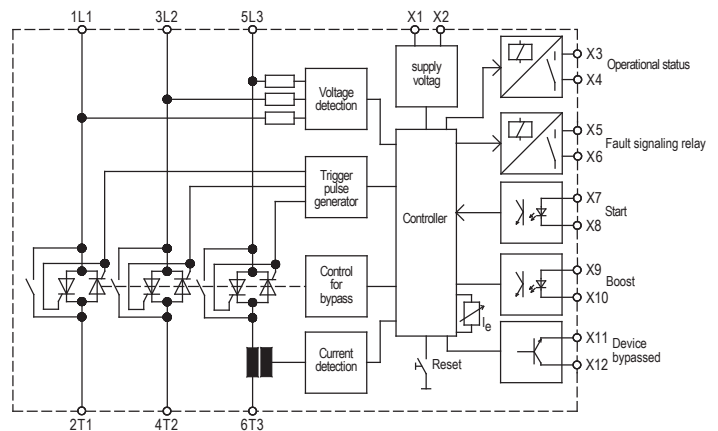 1L1 3L2 5L3 X1 X2
supply
voltag
X3
X4
Operational status
Voltage
detection
X5
X6
Fault signaling relay
Trigger
pulse
generator
Controller
X7
X8
Start
Control
for
bypass
X9
X10
Boost
Ie
Current
detection
Reset
X11
X12
Device
bypassed
2T1 4T2 6T3